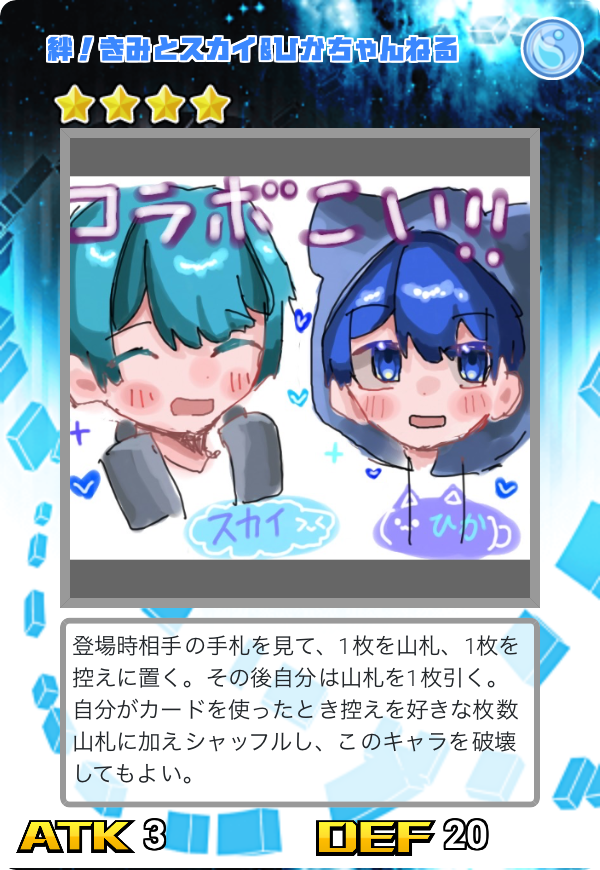 絆!きみとスカイ&ひかちゃんねる
コラボこい!!
スカイ
ひか
登場時相手の手札を見て、1枚を山札、1枚を
控えに置く。その後自分は山札を1枚引く。
自分がカードを使ったとき控えを好きな枚数
山札に加えシャッフルし、このキャラを破壊
してもよい。
ATK 3
DEF 20